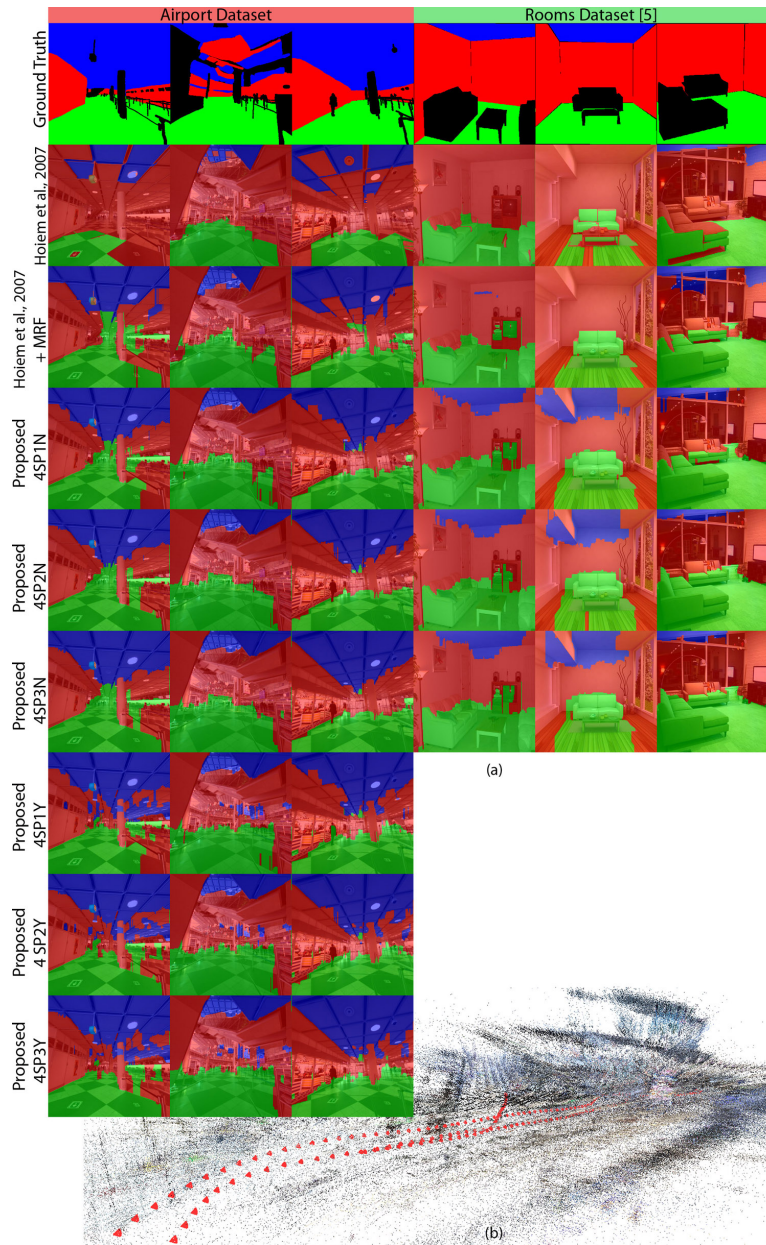 Airport Dataset
Rooms Dataset [5]
Ground Truth
Hoiem et al., 2007
Hoiem et al., 2007
+ MRF
Proposed
4SP1N
Proposed
4SP2N
Proposed
4SP3N
(a)
Proposed
4SP1Y
Proposed
4 SP2Y
Proposed
4SP3Y
(b)